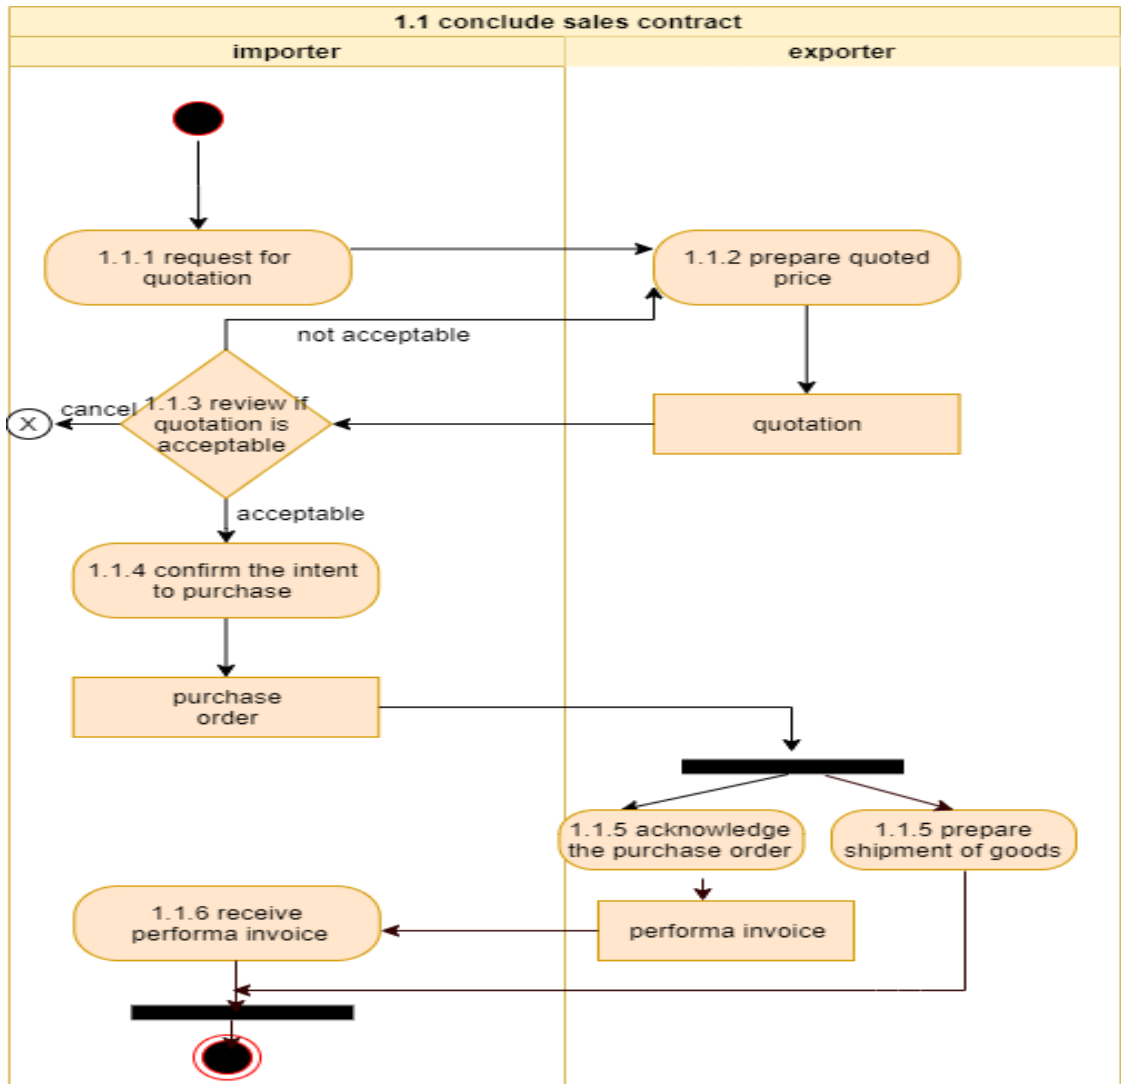 1.1 conclude sales contract
importer
exporter
1.1.1 request for
quotation
1.1.2 prepare quoted
price
not acceptable
cancel
X
1.1.3 review if
quotation is
acceptable
quotation
acceptable
1.1.4 confirm the intent
to purchase
purchase
order
1.1.5 acknowledge
the purchase order
1.1.5 prepare
shipment of goods
1.1.6 receive
performa invoice
performa invoice